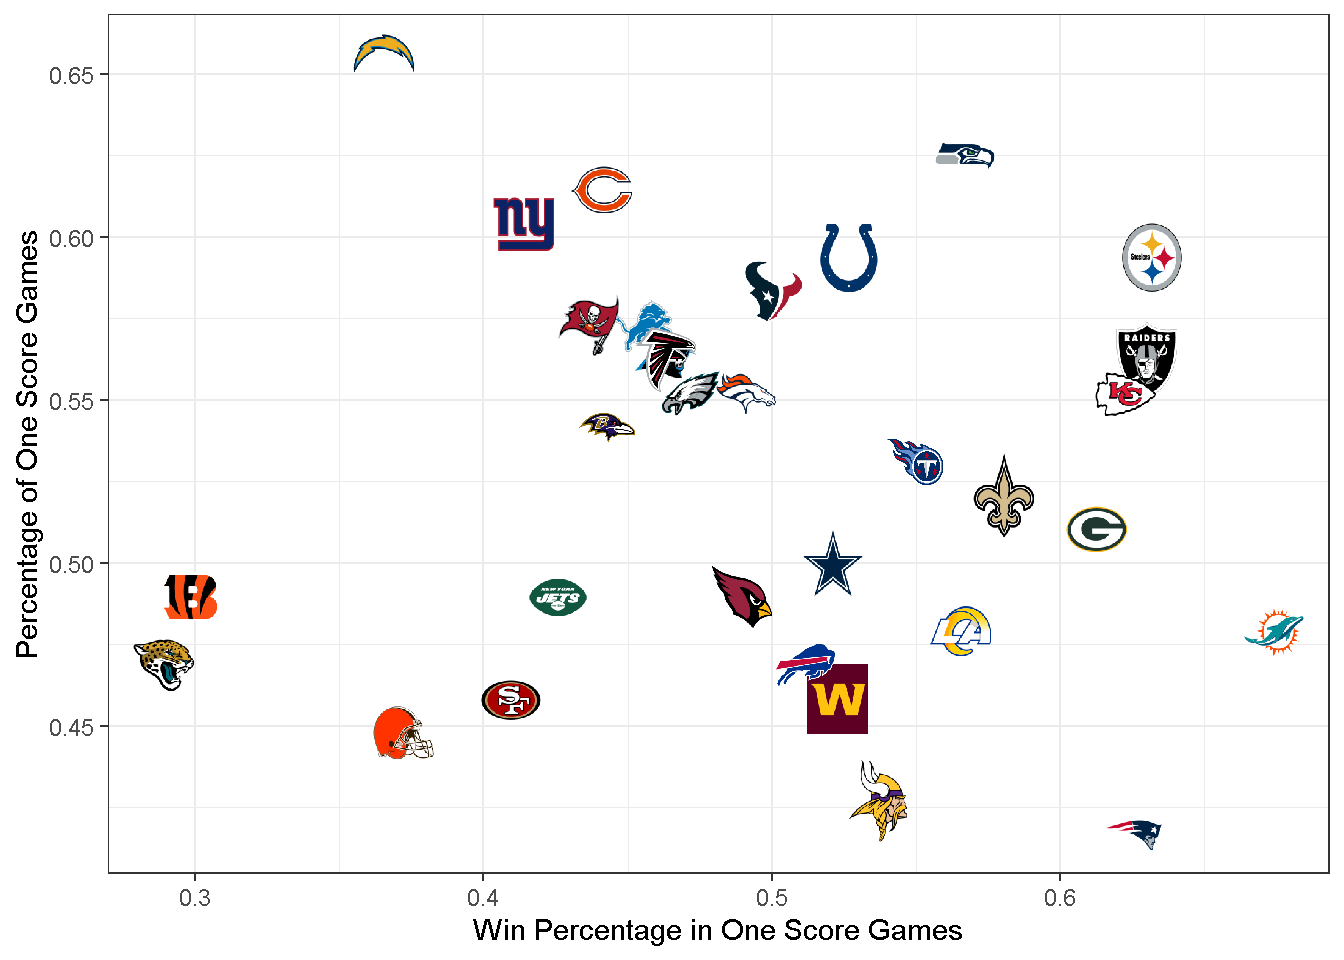 0.65
0.60
0.55
0.50
0.45
Percentage of One Score Games
ny
Steelers
RAIDERS
KC
B
T
G
B
NEW YORK
JETS
LA
SF
W
0.3
0.4
0.5
0.6
Win Percentage in One Score Games